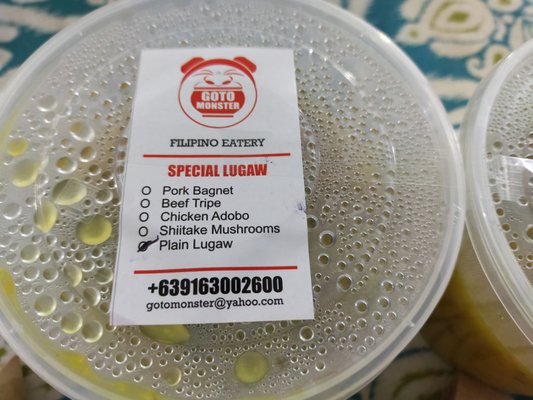 GOTO
MONSTER
FILIPINO EATERY
SPECIAL LUGAW
Pork Bagnet
Beef Tripe
Chicken Adobo
Shiitake Mushrooms
Plain Lugaw
+639163002600
gotomonster@yahoo.com